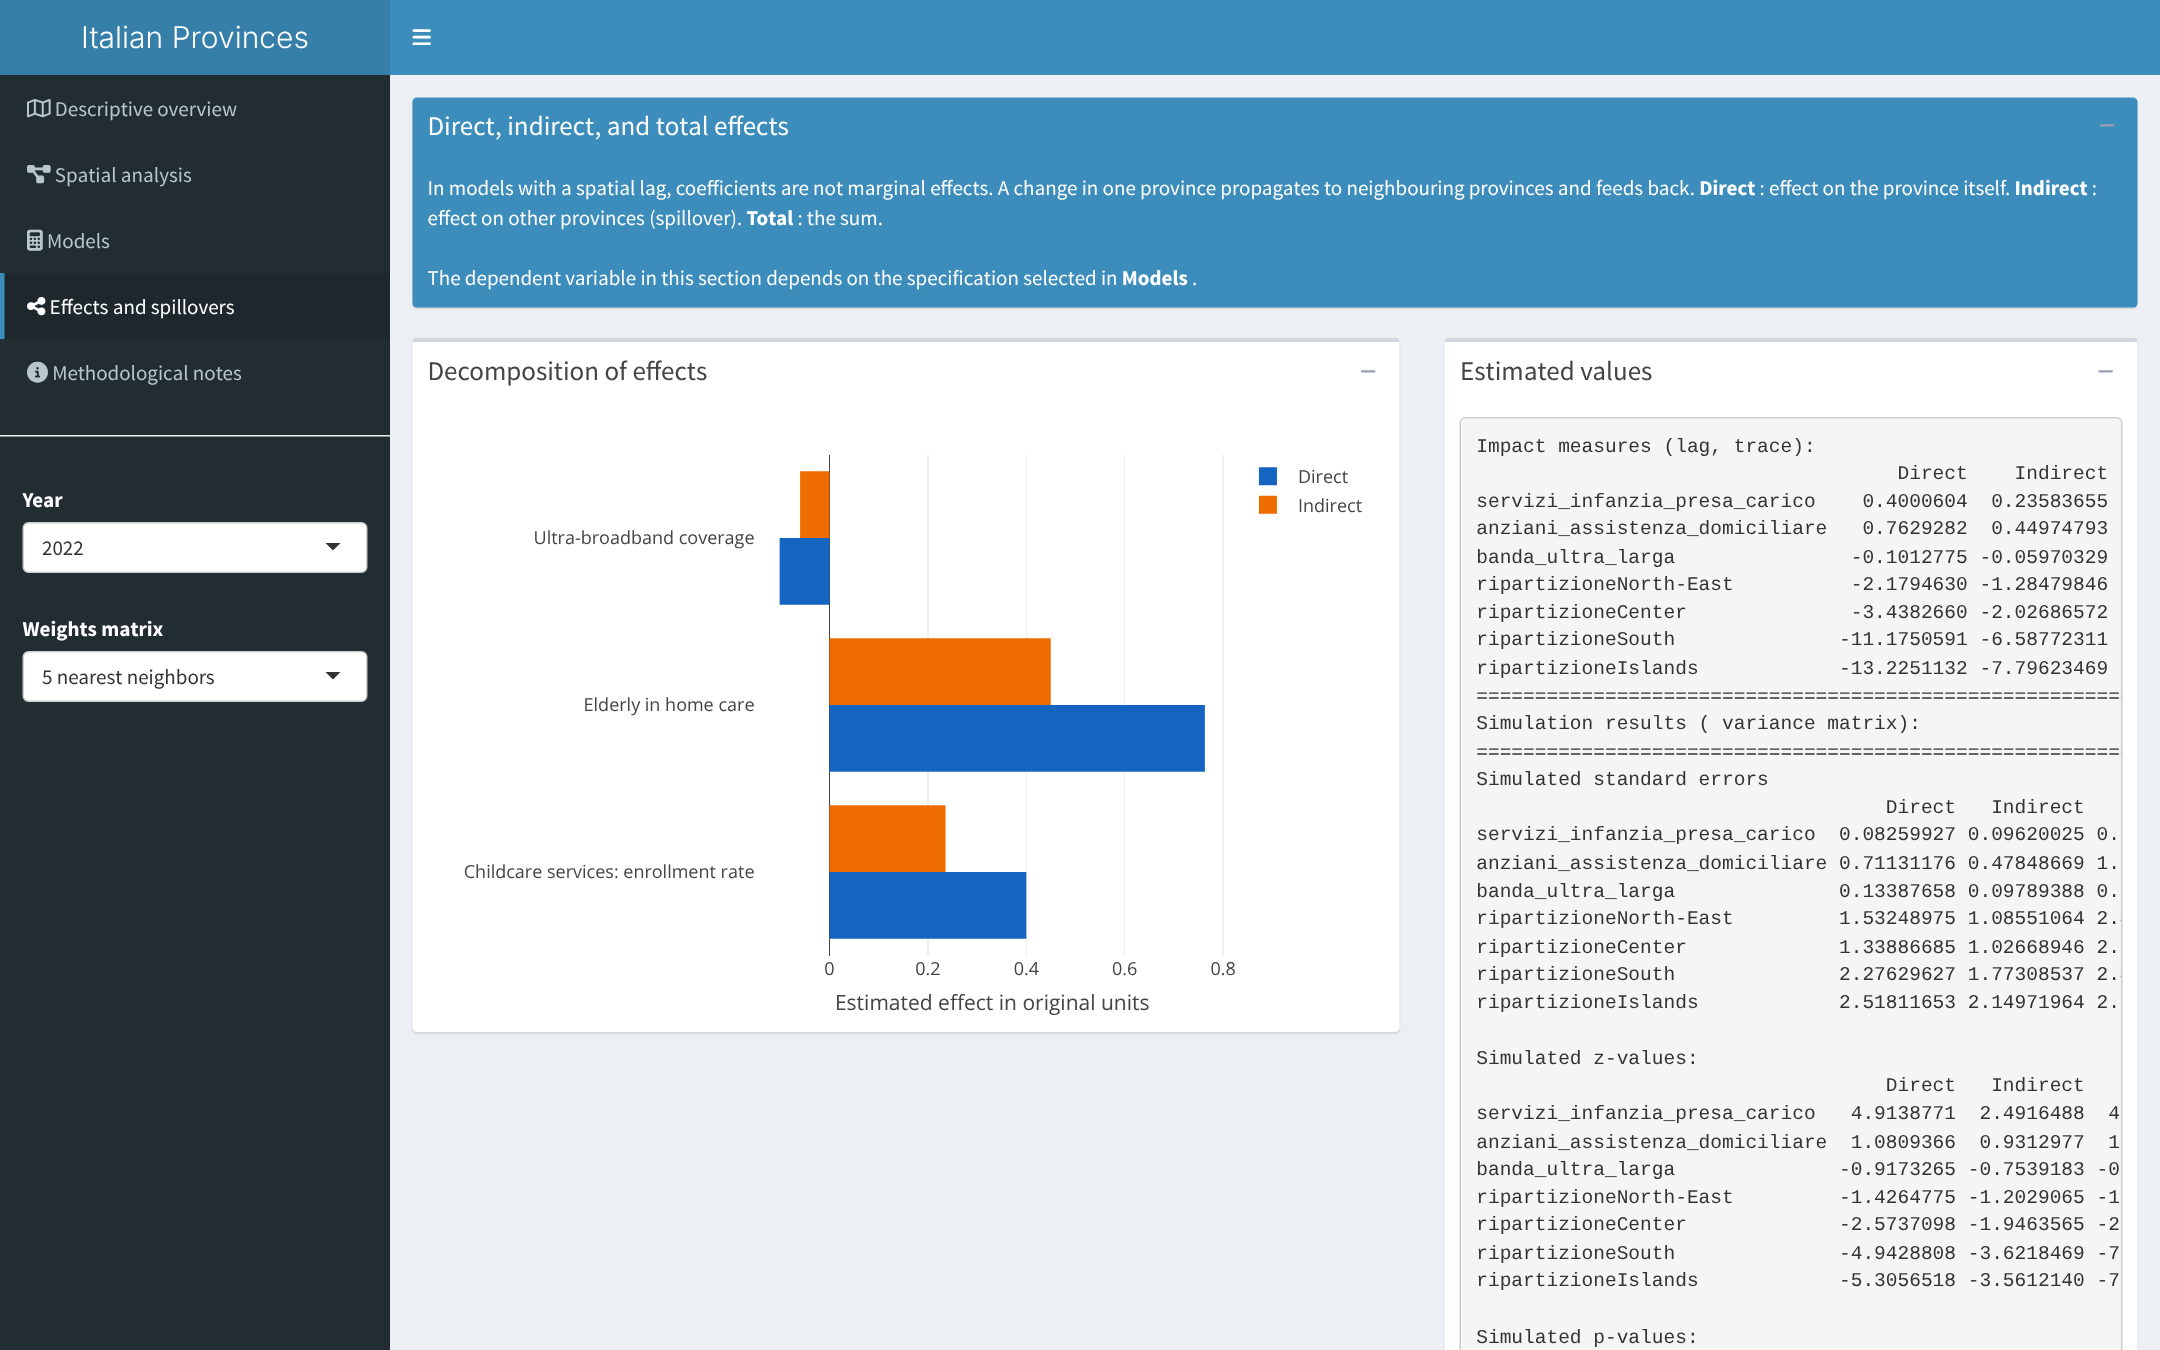 Italian Provinces
Descriptive overview
Spatial analysis
Models
Effects and spillovers
Methodological notes
Year
2022
Weights matrix
5 nearest neighbors
Direct, indirect, and total effects
In models with a spatial lag, coefficients are not marginal effects. A change in one province propagates to neighbouring provinces and feeds back. Direct : effect on the province itself. Indirect :
effect on other provinces (spillover). Total : the sum.
The dependent variable in this section depends on the specification selected in Models .
Decomposition of effects
Direct
Indirect
Ultra-broadband coverage
Elderly in home care
Childcare services: enrollment rate
0 0.2 0.4 0.6 0.8
Estimated effect in original units
Estimated values
Impact measures (lag, trace):
Direct Indirect
servizi_infanzia_presa_carico 0.4000604 0.23583655
anziani_assistenza_domiciliare 0.7629282 0.44974793
banda_ultra_larga -0.1012775 -0.05970329
ripartizioneNorth-East -2.1794630 -1.28479846
ripartizioneCenter -3.4382660 -2.02686572
ripartizioneSouth -11.1750591 -6.58772311
ripartizioneIslands -13.2251132 -7.79623469
=======================================================
Simulation results ( variance matrix):
=======================================================
Simulated standard errors
Direct Indirect
servizi_infanzia_presa_carico 0.08259927 0.09620025 0.
anziani_assistenza_domiciliare 0.71131176 0.47848669 1.
banda_ultra_larga 0.13387658 0.09789388 0.
ripartizioneNorth-East 1.53248975 1.08551064 2.
ripartizioneCenter 1.33886685 1.02668946 2.
ripartizioneSouth 2.27629627 1.77308537 2.
ripartizioneIslands 2.51811653 2.14971964 2.
Simulated z-values:
Direct Indirect
servizi_infanzia_presa_carico 4.9138771 2.4916488 4
anziani_assistenza_domiciliare 1.0809366 0.9312977 1
banda_ultra_larga -0.9173265 -0.7539183 -0
ripartizioneNorth-East -1.4264775 -1.2029065 -1
ripartizioneCenter -2.5737098 -1.9463565 -2
ripartizioneSouth -4.9428808 -3.6218469 -7
ripartizioneIslands -5.3056518 -3.5612140 -7
Simulated p-values: